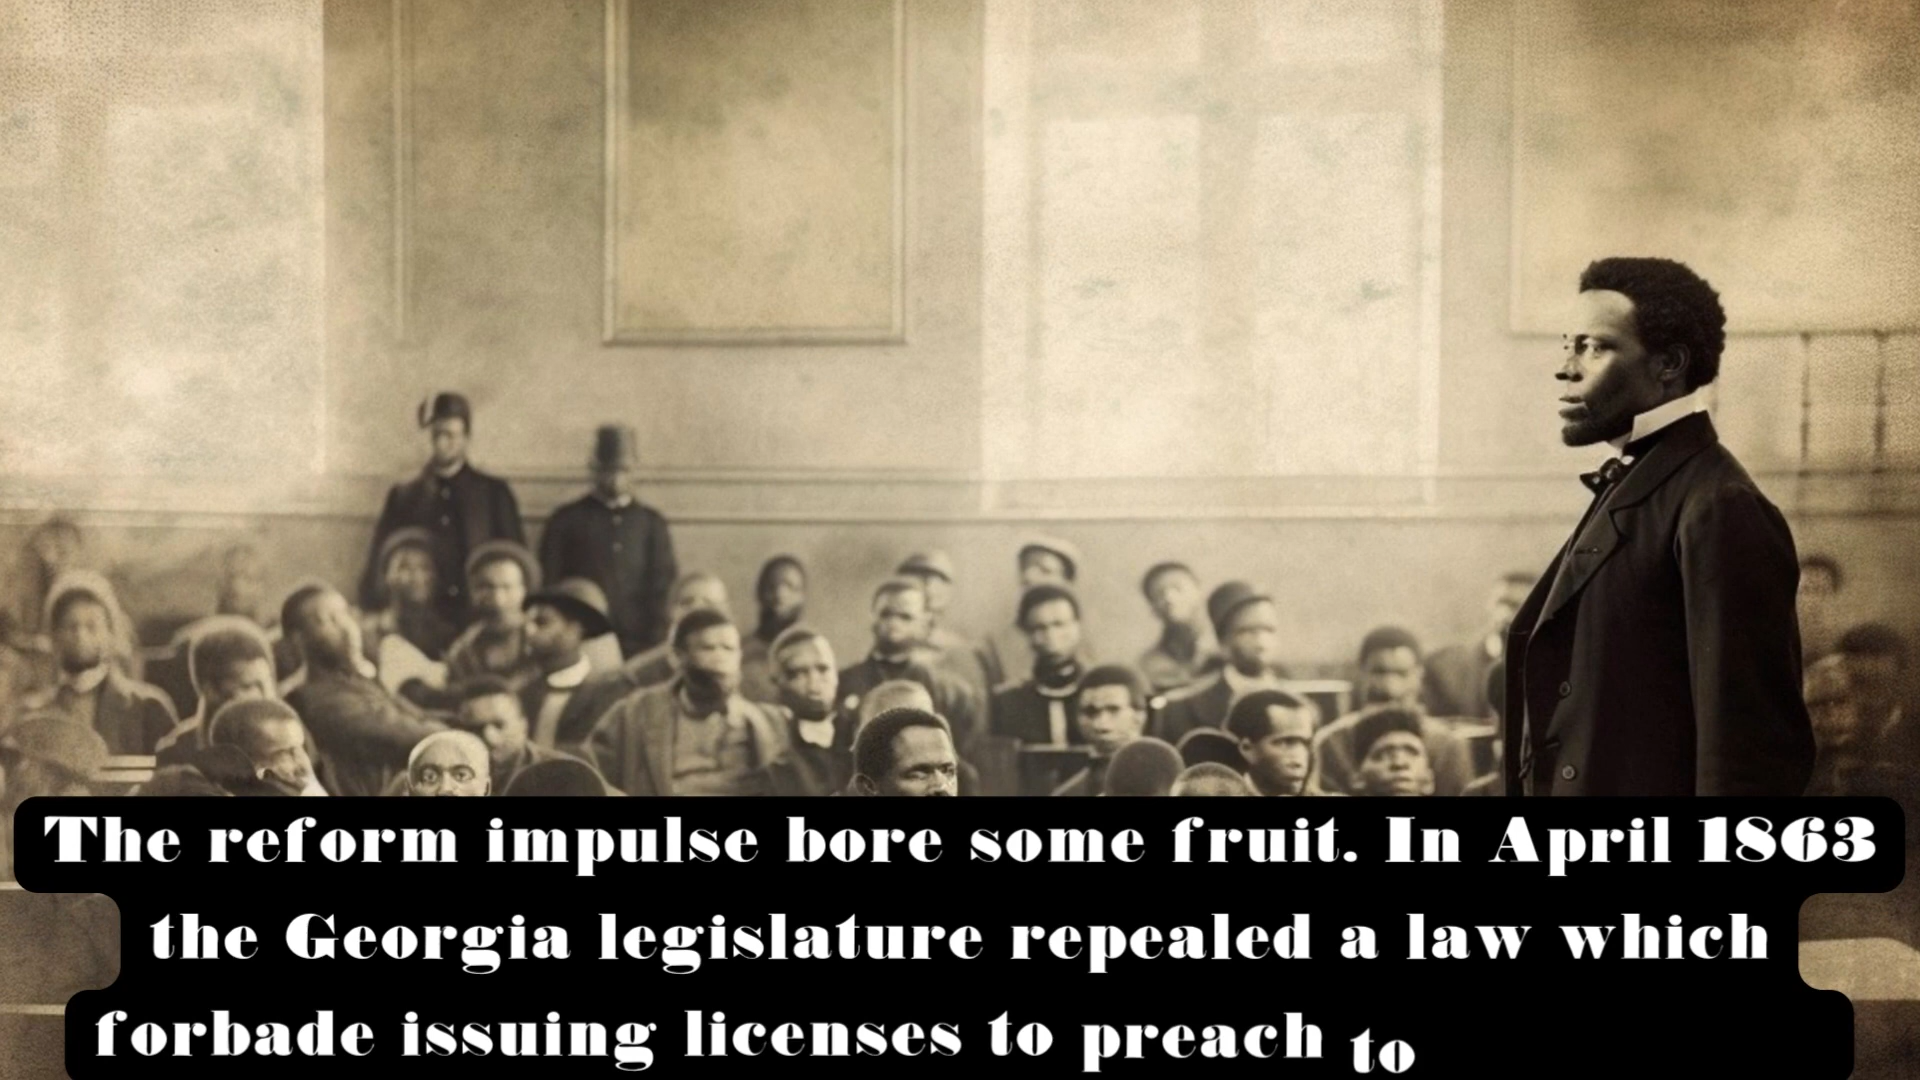 The reform impulse bore some fruit. In April 1863
the Georgia legislature repealed a law which
forbade issuing licenses to preach to